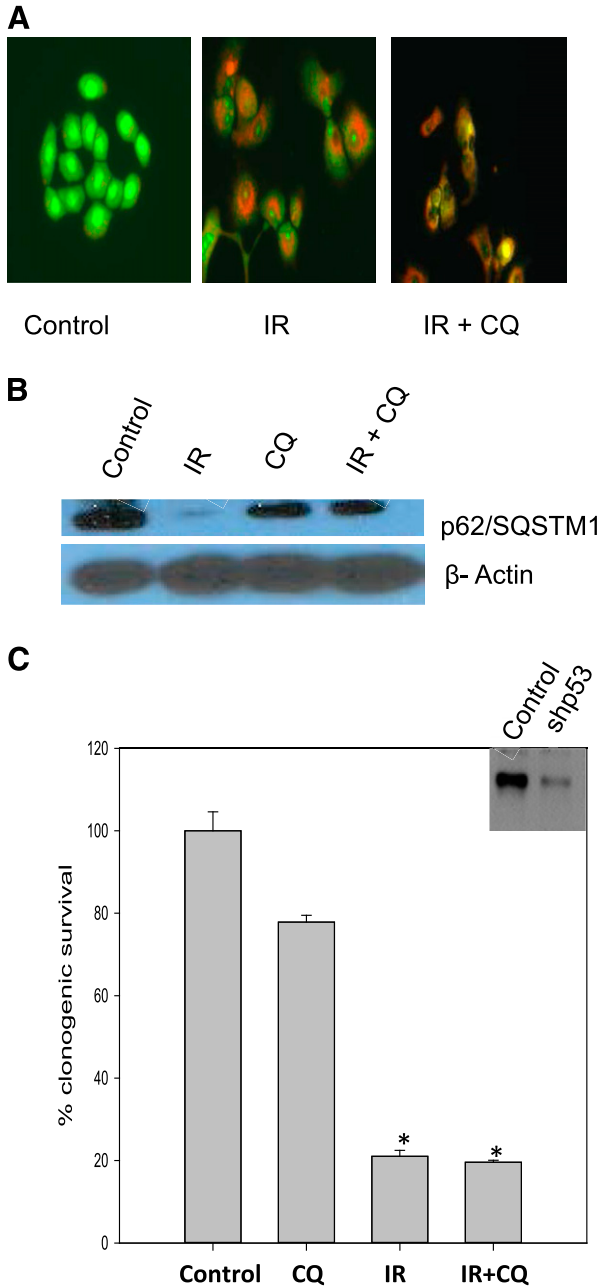 A
Control
IR
IR + CQ
B
Control
IR
CQ
IR + CQ
p62/SQSTM1
β- Actin
C
Control
shp53
120
100
80
60
40
20
0
% clonogenic survival
*
*
Control
CQ
IR
IR+CQ